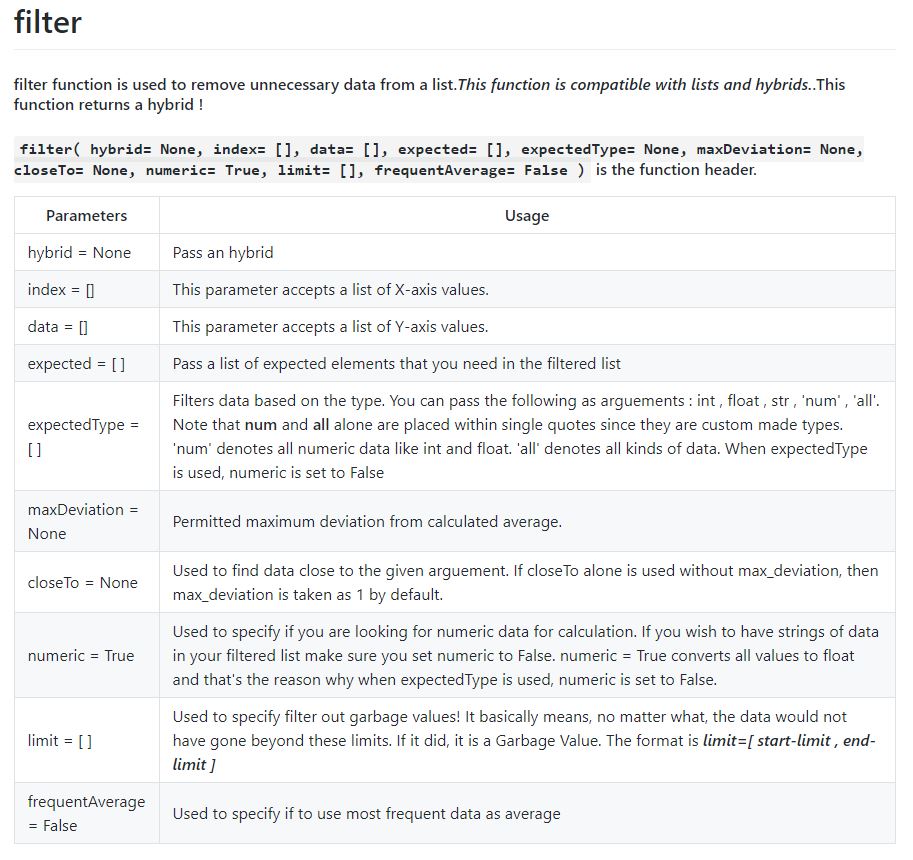 filter
filter function is used to remove unnecessary data from a list.This function is compatible with lists and hybrids..This
function returns a hybrid !
filter( hybrid= None, index= [], data= [], expected= [], expectedType= None, maxDeviation= None,
closeTo= None, numeric= True, limit= [], frequentAverage= False ) is the function header.
Parameters Usage
hybrid = None Pass an hybrid
index = [] This parameter accepts a list of X-axis values.
data = [] This parameter accepts a list of Y-axis values.
expected = [ ] Pass a list of expected elements that you need in the filtered list
expectedType =
[ ]
Filters data based on the type. You can pass the following as arguements : int , float , str , 'num' , 'all'.
Note that num and all alone are placed within single quotes since they are custom made types.
'num' denotes all numeric data like int and float. 'all' denotes all kinds of data. When expectedType
is used, numeric is set to False
maxDeviation =
None
Permitted maximum deviation from calculated average.
closeTo = None
Used to find data close to the given arguement. If closeTo alone is used without max_deviation, then
max_deviation is taken as 1 by default.
numeric = True
Used to specify if you are looking for numeric data for calculation. If you wish to have strings of data
in your filtered list make sure you set numeric to False. numeric = True converts all values to float
and that's the reason why when expectedType is used, numeric is set to False.
limit = [ ]
Used to specify filter out garbage values! It basically means, no matter what, the data would not
have gone beyond these limits. If it did, it is a Garbage Value. The format is limit=[ start-limit , end-
limit ]
frequentAverage
= False
Used to specify if to use most frequent data as average